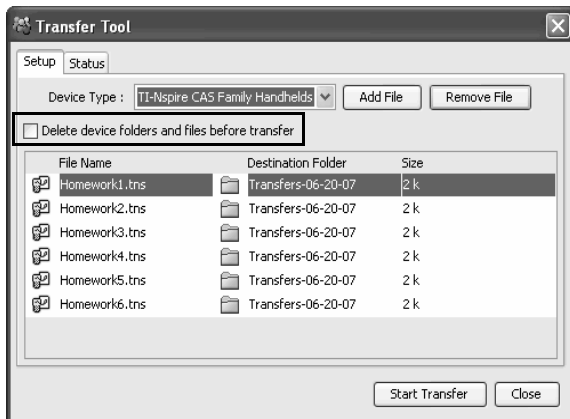 Transfer Tool
Setup Status
Device Type : TI-Nspire CAS Family Handhelds Add File Remove File
Delete device folders and files before transfer
File Name Destination Folder Size
Homework1.tns Transfers-06-20-07 2 k
Homework2.tns Transfers-06-20-07 2 k
Homework3.tns Transfers-06-20-07 2 k
Homework4.tns Transfers-06-20-07 2 k
Homework5.tns Transfers-06-20-07 2 k
Homework6.tns Transfers-06-20-07 2 k
Start Transfer Close